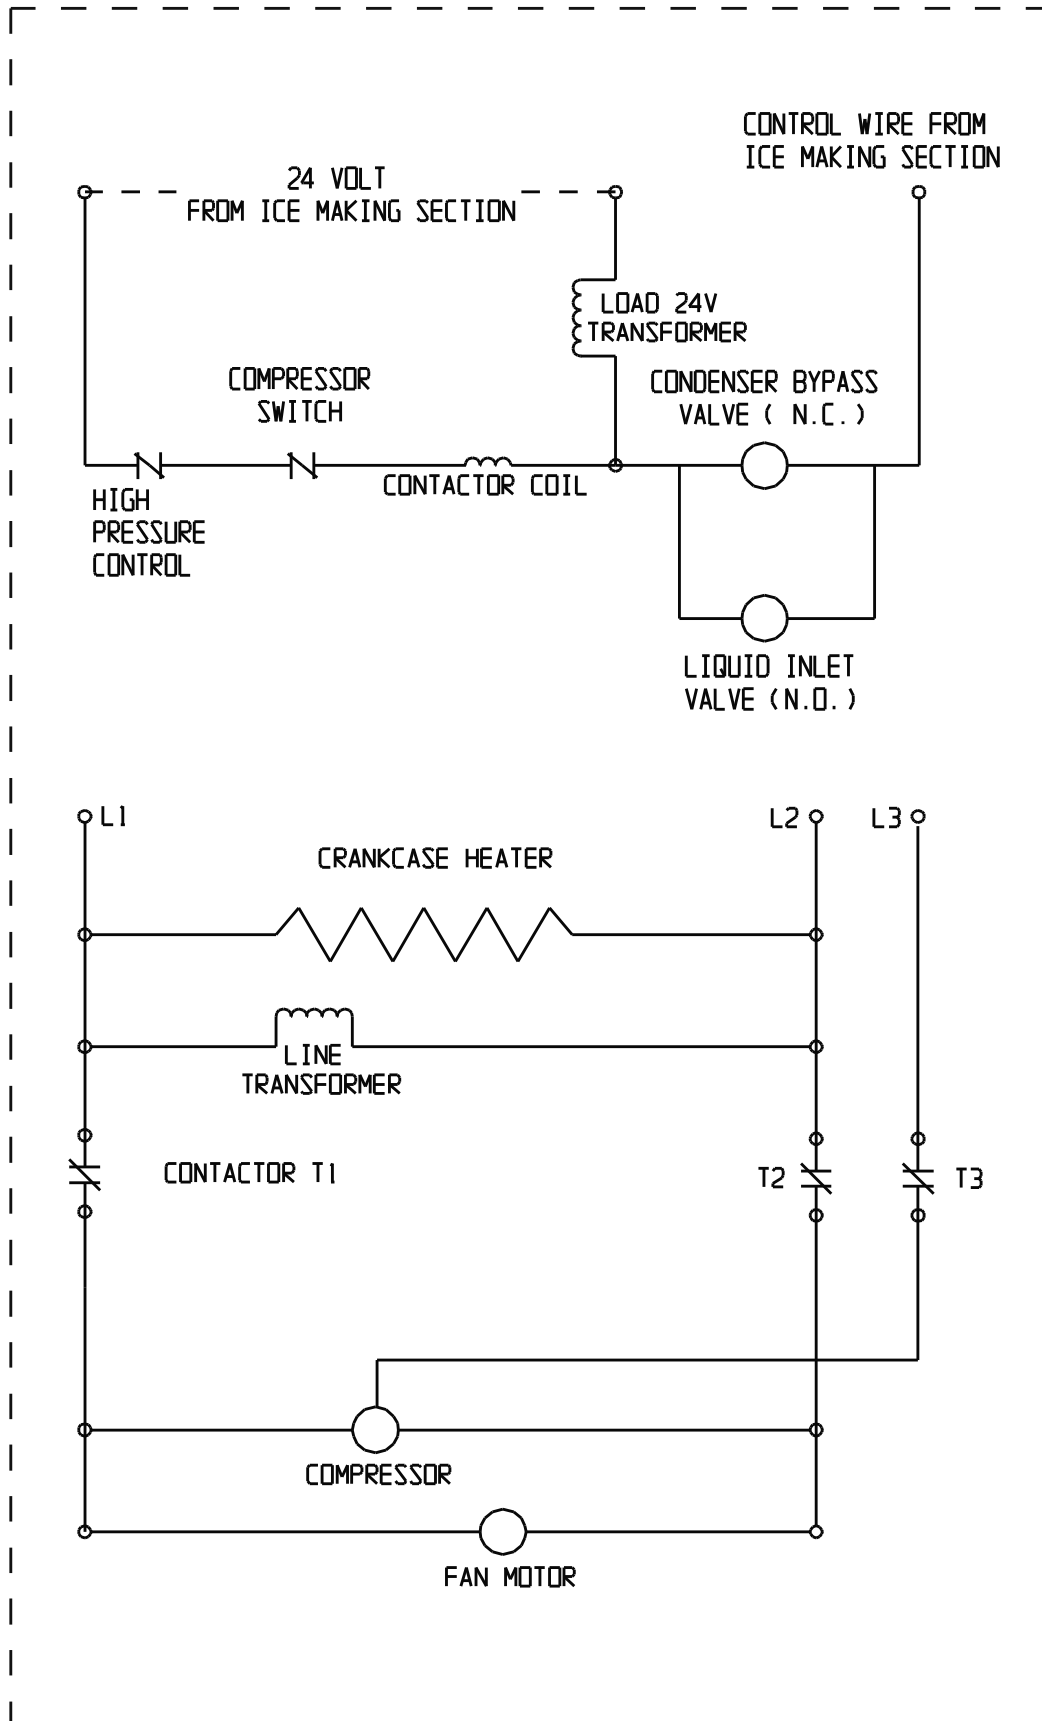 CONTROL WIRE FROM
ICE MAKING SECTION
24 VOLT
FROM ICE MAKING SECTION
LOAD 24V
TRANSFORMER
COMPRESSOR
SWITCH
CONDENSER BYPASS
VALVE ( N.C. )
CONTACTOR COIL
HIGH
PRESSURE
CONTROL
LIQUID INLET
VALVE (N.O. )
L1
L2
L3
CRANKCASE HEATER
LINE
TRANSFORMER
CONTACTOR T1
T2
T3
COMPRESSOR
FAN MOTOR